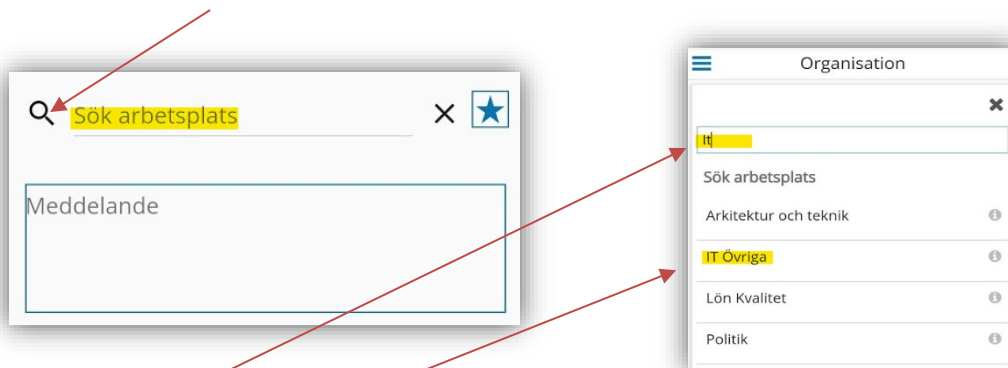 Sök arbetsplats
Meddelande
Organisation
It
Sök arbetsplats
Arkitektur och teknik
IT Övriga
Lön Kvalitet
Politik